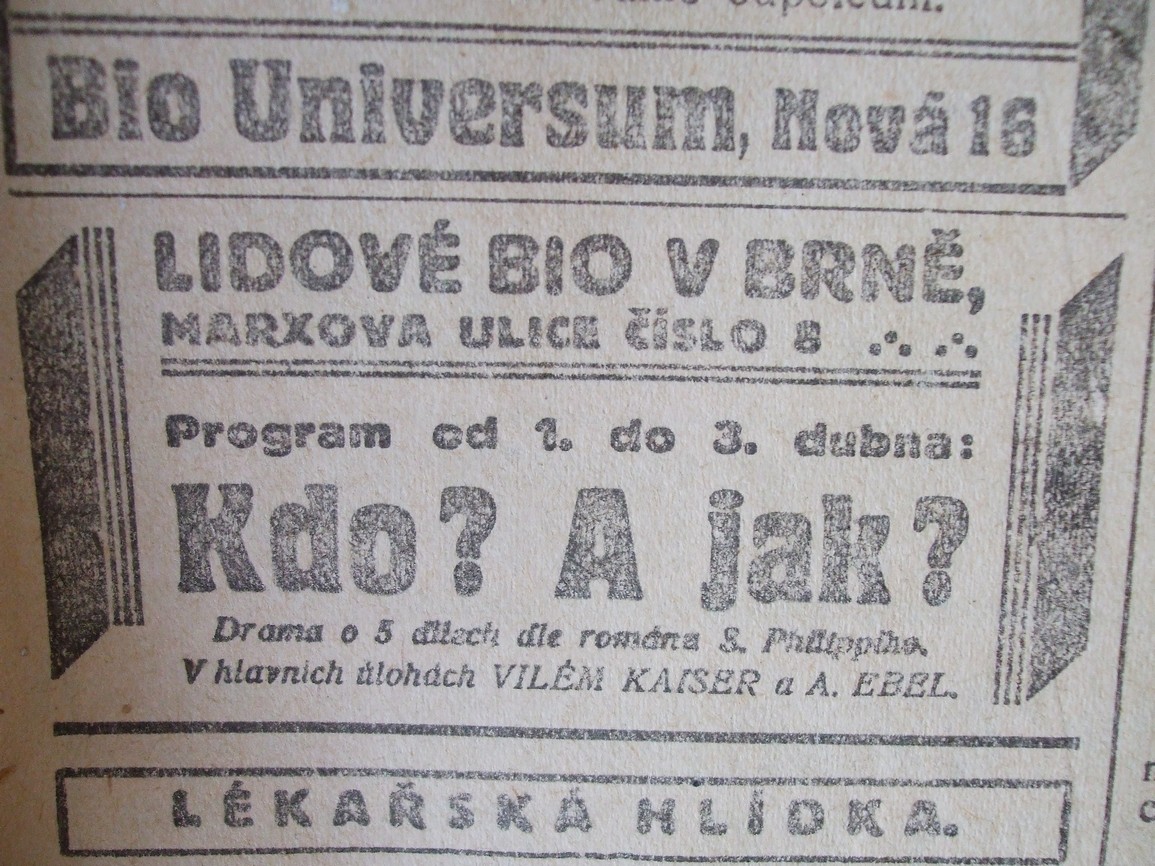 odpoledni.
Bio Universum, Nová 16
LIDOVÉ BIO V BRNĚ,
MARXOVA ULICE ČÍSLO 8
Program od 1. do 3. dubna:
Kdo? A jak?
Drama o 5 dílech dle románu S. Philippiho.
V hlavních úlohách VILÉM KAISER a A. EBEL.
LÉKAŘSKÁ HLÍDKA.